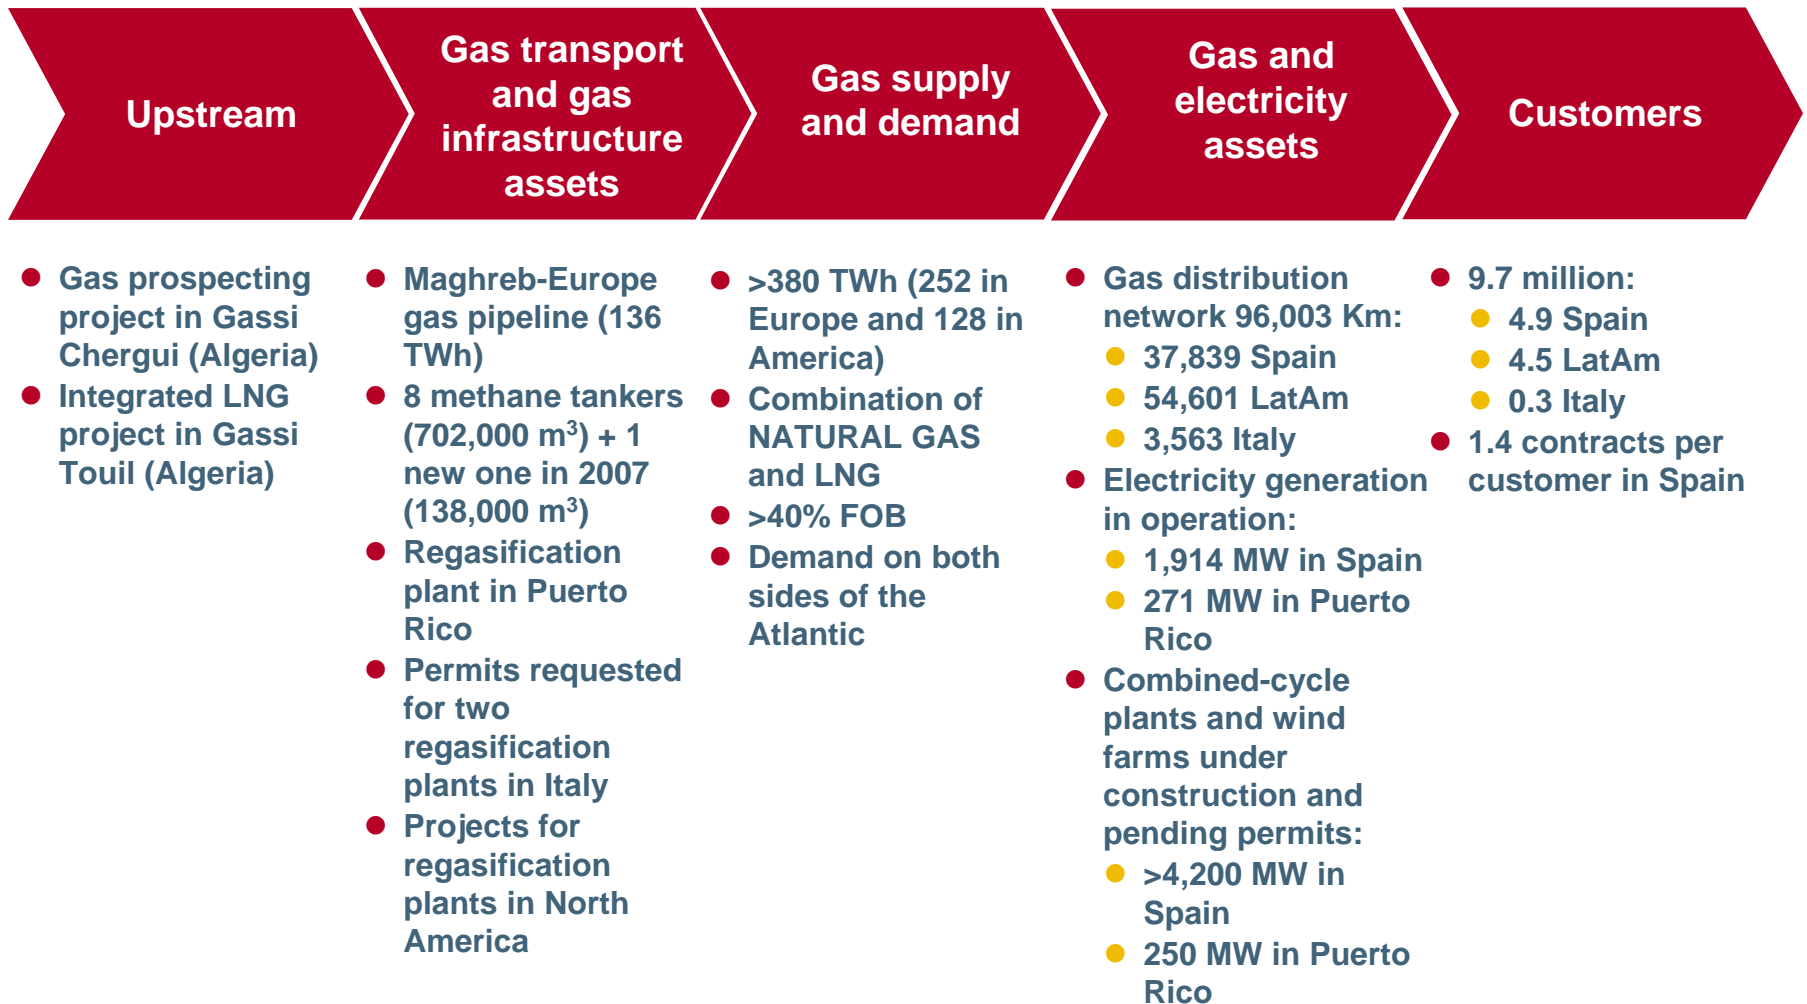 Upstream
Gas transport
and gas
infrastructure
assets
Gas supply
and demand
Gas and
electricity
assets
Customers
Gas prospecting
project in Gassi
Chergui (Algeria)
Integrated LNG
project in Gassi
Touil (Algeria)
Maghreb-Europe
gas pipeline (136
TWh)
8 methane tankers
(702,000 m³) + 1
new one in 2007
(138,000 m³)
Regasification
plant in Puerto
Rico
Permits requested
for two
regasification
plants in Italy
Projects for
regasification
plants in North
America
>380 TWh (252 in
Europe and 128 in
America)
Combination of
NATURAL GAS
and LNG
>40% FOB
Demand on both
sides of the
Atlantic
Gas distribution
network 96,003 Km:
37,839 Spain
54,601 LatAm
3,563 Italy
Electricity generation
in operation:
1,914 MW in Spain
271 MW in Puerto
Rico
Combined-cycle
plants and wind
farms under
construction and
pending permits:
>4,200 MW in
Spain
250 MW in Puerto
Rico
9.7 million:
4.9 Spain
4.5 LatAm
0.3 Italy
1.4 contracts per
customer in Spain